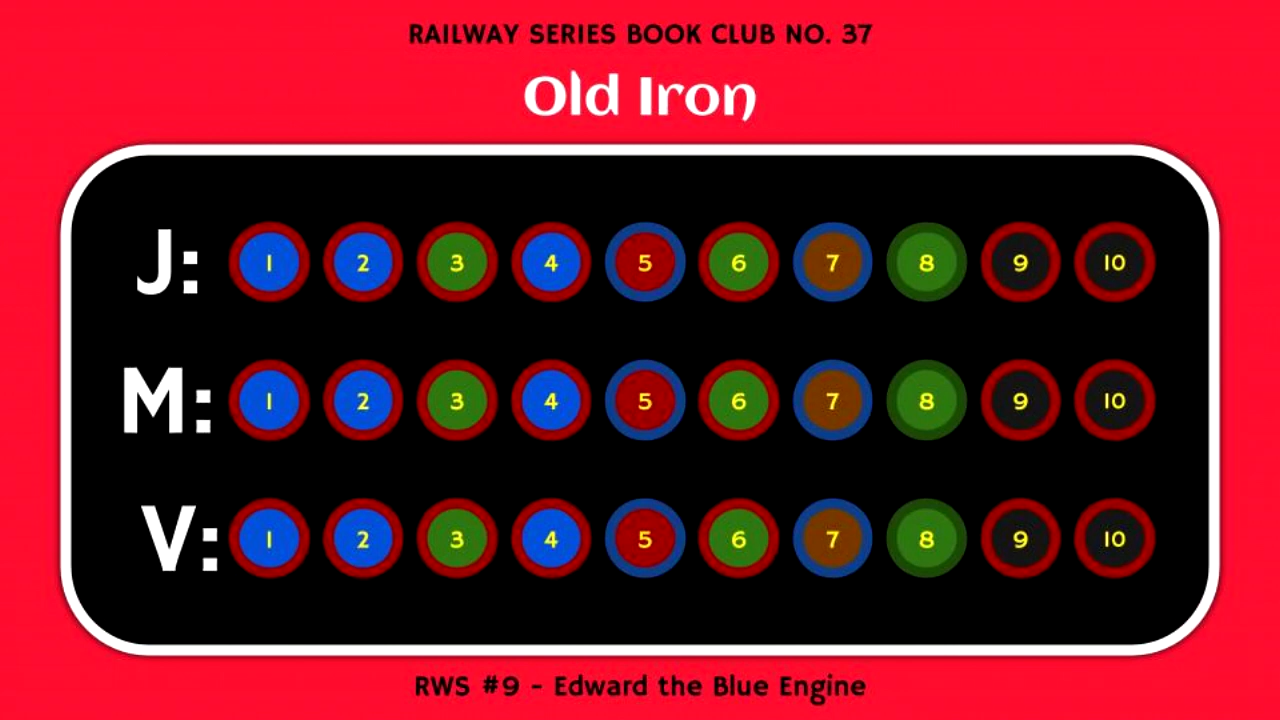 RAILWAY SERIES BOOK CLUB NO. 37
Old Iron
J: 1 2 3 4 5 6 7 8 9 10
M: 1 2 3 4 5 6 7 8 9 10
V: 1 2 3 4 5 6 7 8 9 10
RWS #9 - Edward the Blue Engine